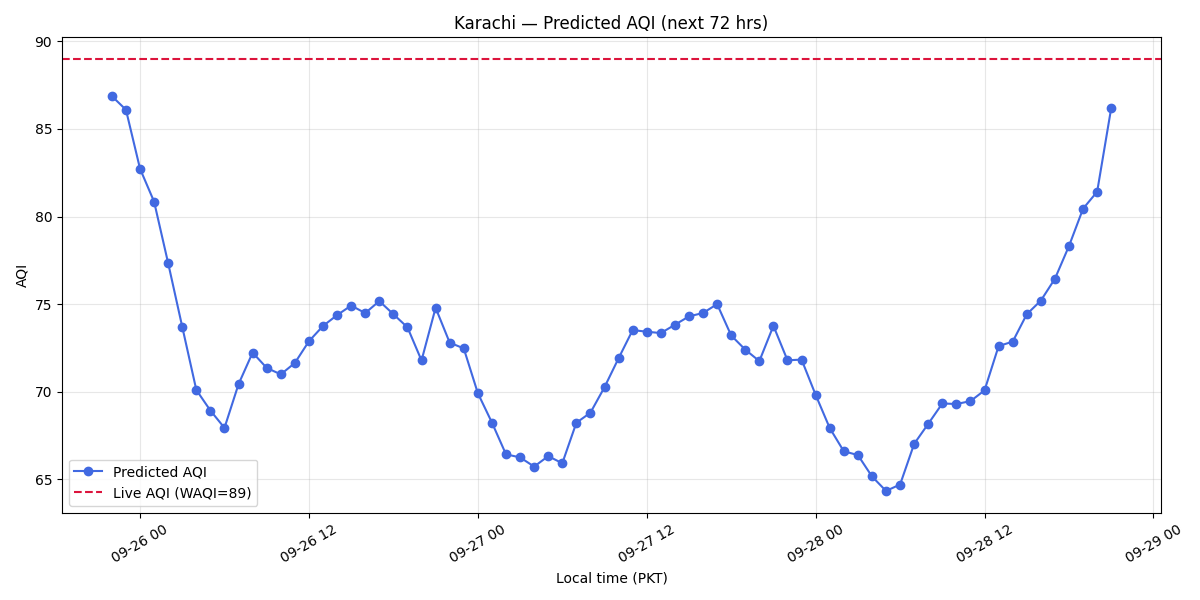 Karachi — Predicted AQI (next 72 hrs)
90
85
80
75
70
65
AQI
Predicted AQI
Live AQI (WAQI=89)
09-26 00
09-26 12
09-27 00
09-27 12
09-28 00
09-28 12
09-29 00
Local time (PKT)